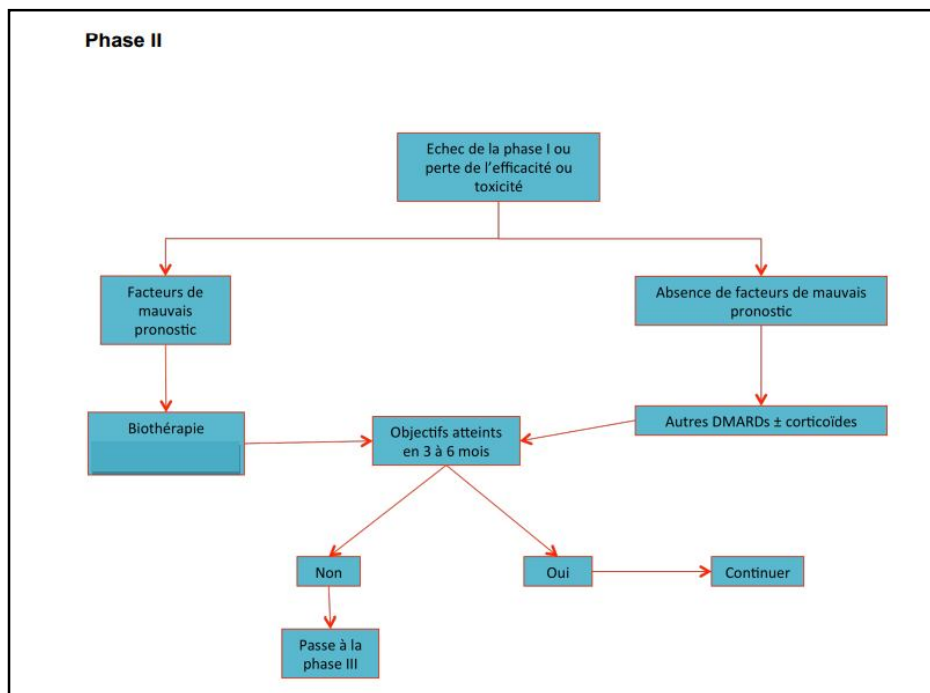 Phase II
Echec de la phase I ou
perte de l'efficacité ou
toxicité
Facteurs de
mauvais
pronostic
Absence de facteurs de mauvais
pronostic
Biothérapie
Objectifs atteints
en 3 à 6 mois
Autres DMARDs ± corticoïdes
Non
Oui
Continuer
Passe à la
phase III